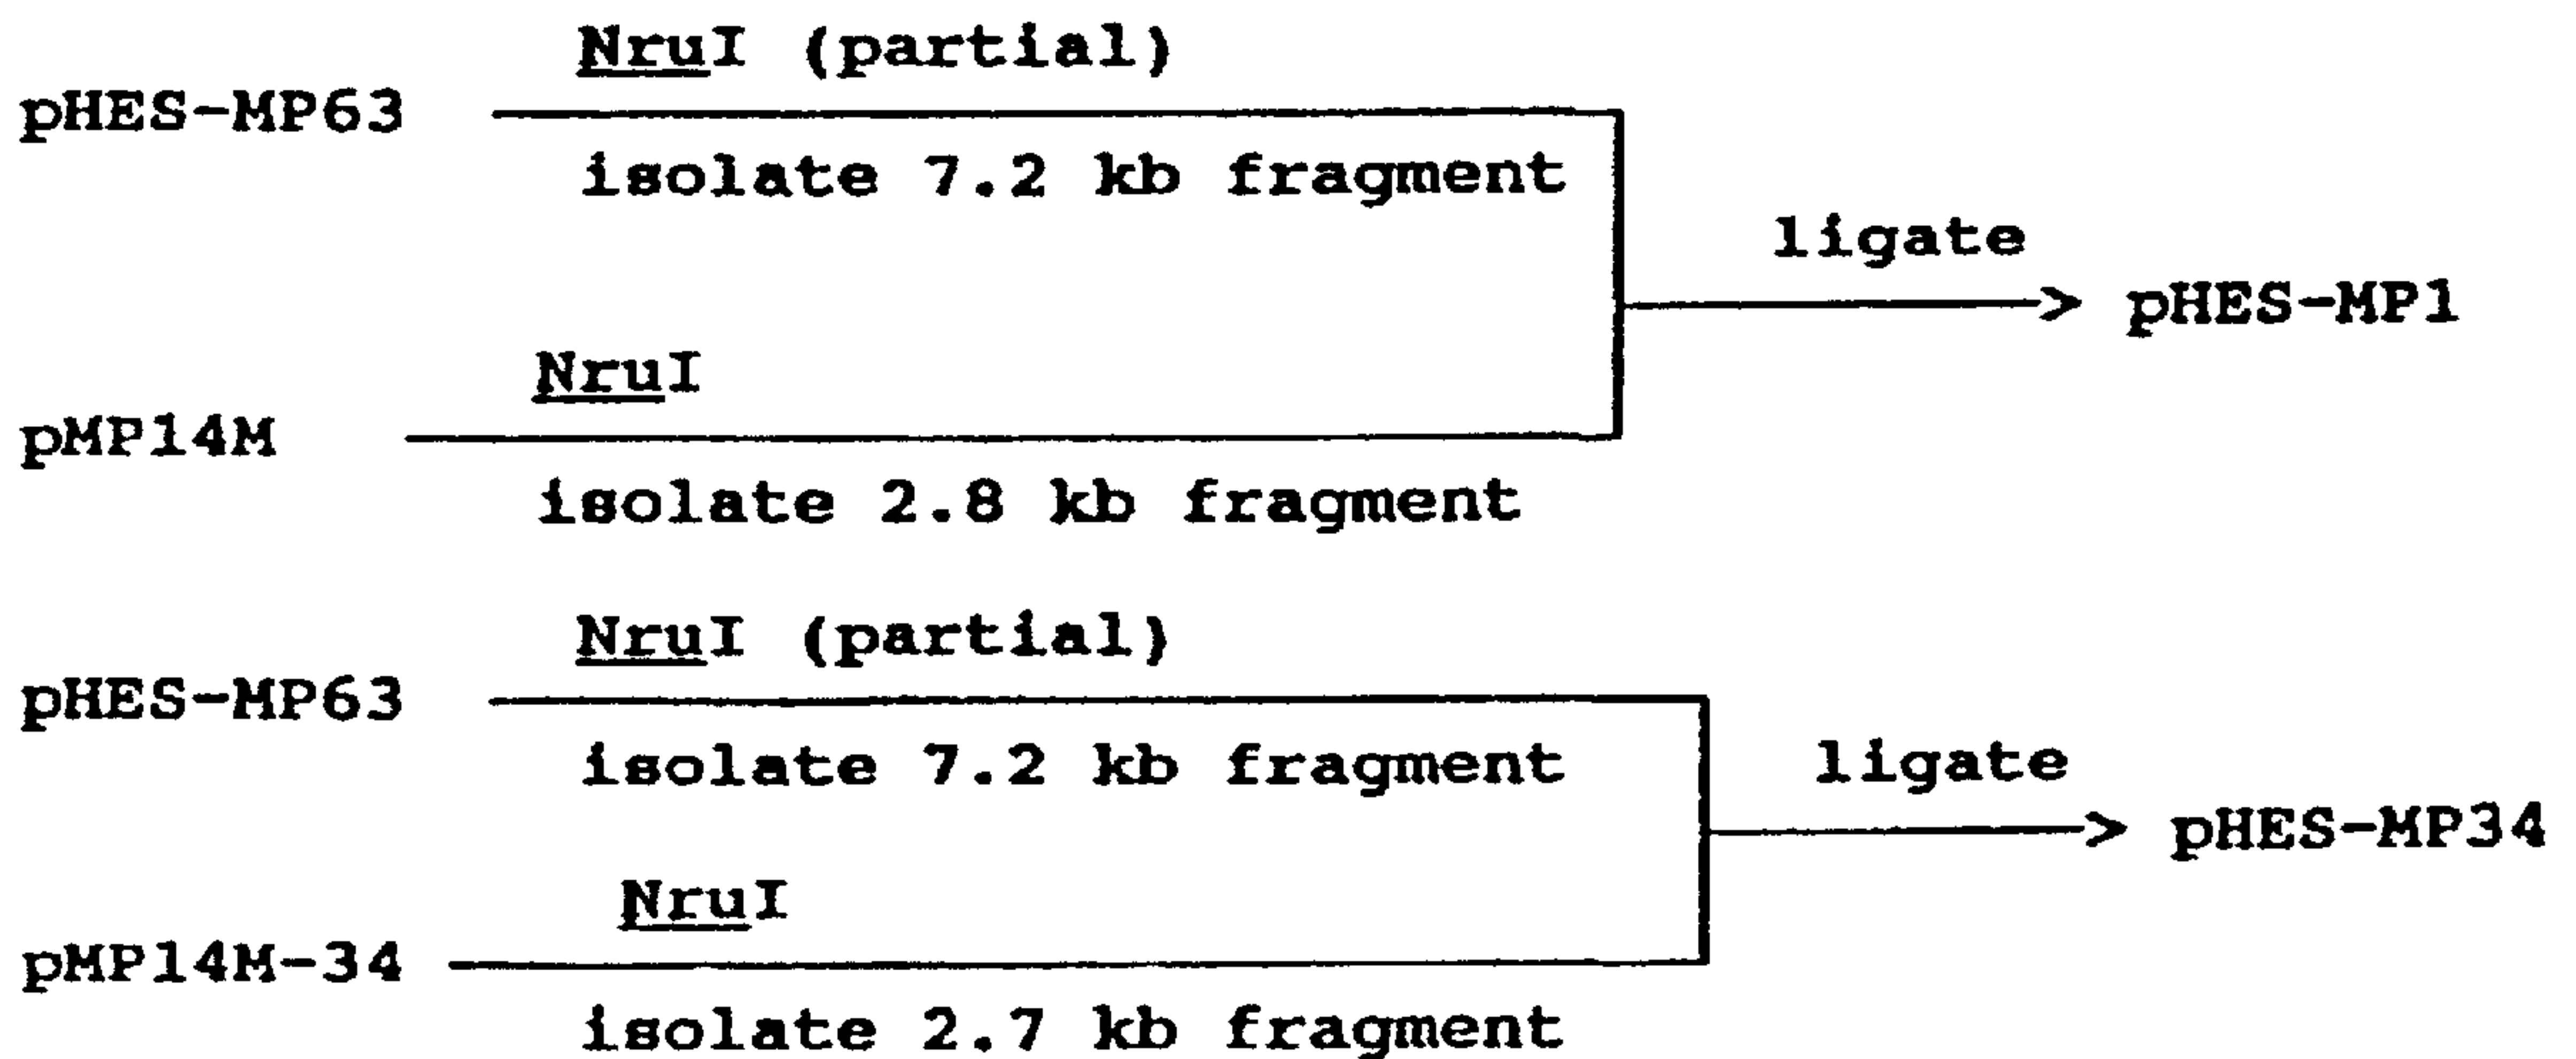 NruI (partial)
pHES-MP63
isolate 7.2 kb fragment
ligate
> pHES-MP1
NruI
pMP14M
isolate 2.8 kb fragment
NruI (partial)
pHES-MP63
isolate 7.2 kb fragment
ligate
> pHES-MP34
NruI
pMP14M-34
isolate 2.7 kb fragment